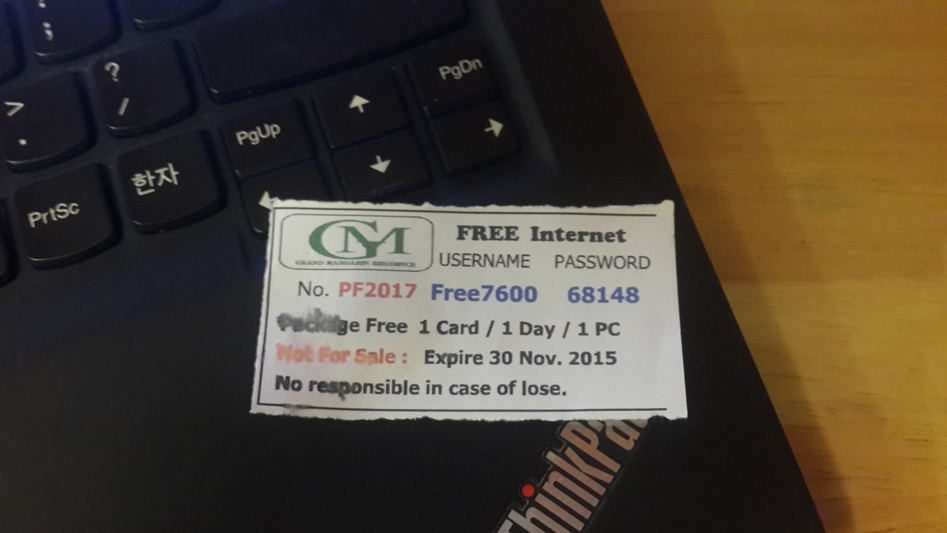 : ;
> .
? /
PgUp
PgDn
PrtSc
한자
GM
GRAND MANDARIN RESIDENCE
FREE Internet
USERNAME PASSWORD
No. PF2017 Free7600 68148
Package Free 1 Card / 1 Day / 1 PC
Not For Sale : Expire 30 Nov. 2015
No responsible in case of lose.
ThinkPad